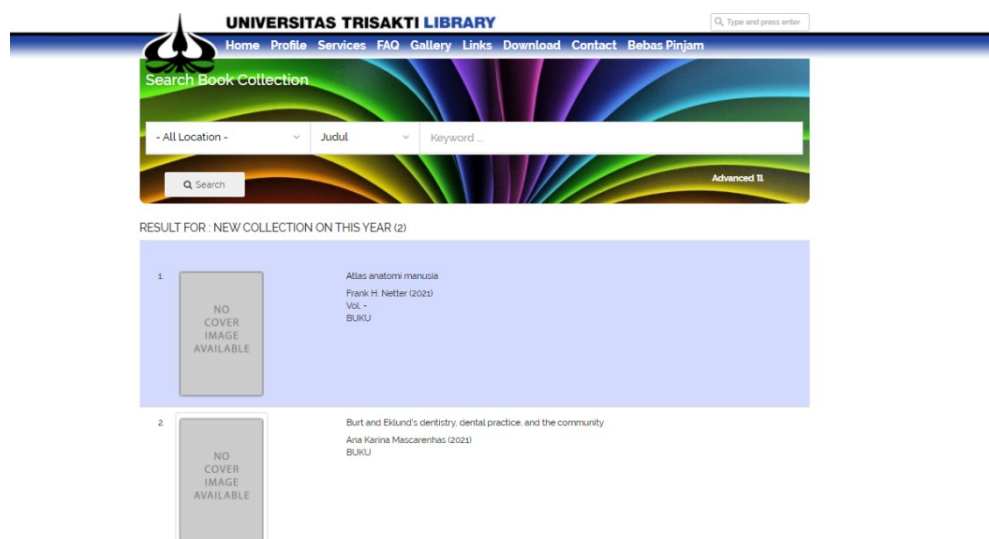 UNIVERSITAS TRISAKTI LIBRARY
Type and press enter
Home Profile Services FAQ Gallery Links Download Contact Bebas Pinjam
Search Book Collection
- All Location -
Judul
Keyword ...
Search
Advanced ⇅
RESULT FOR : NEW COLLECTION ON THIS YEAR (2)
1.
NO
COVER
IMAGE
AVAILABLE
Atlas anatomi manusia
Frank H. Netter (2021)
Vol. -
BUKU
2.
NO
COVER
IMAGE
AVAILABLE
Burt and Eklund's dentistry, dental practice, and the community
Ana Karina Mascarenhas (2021)
BUKU